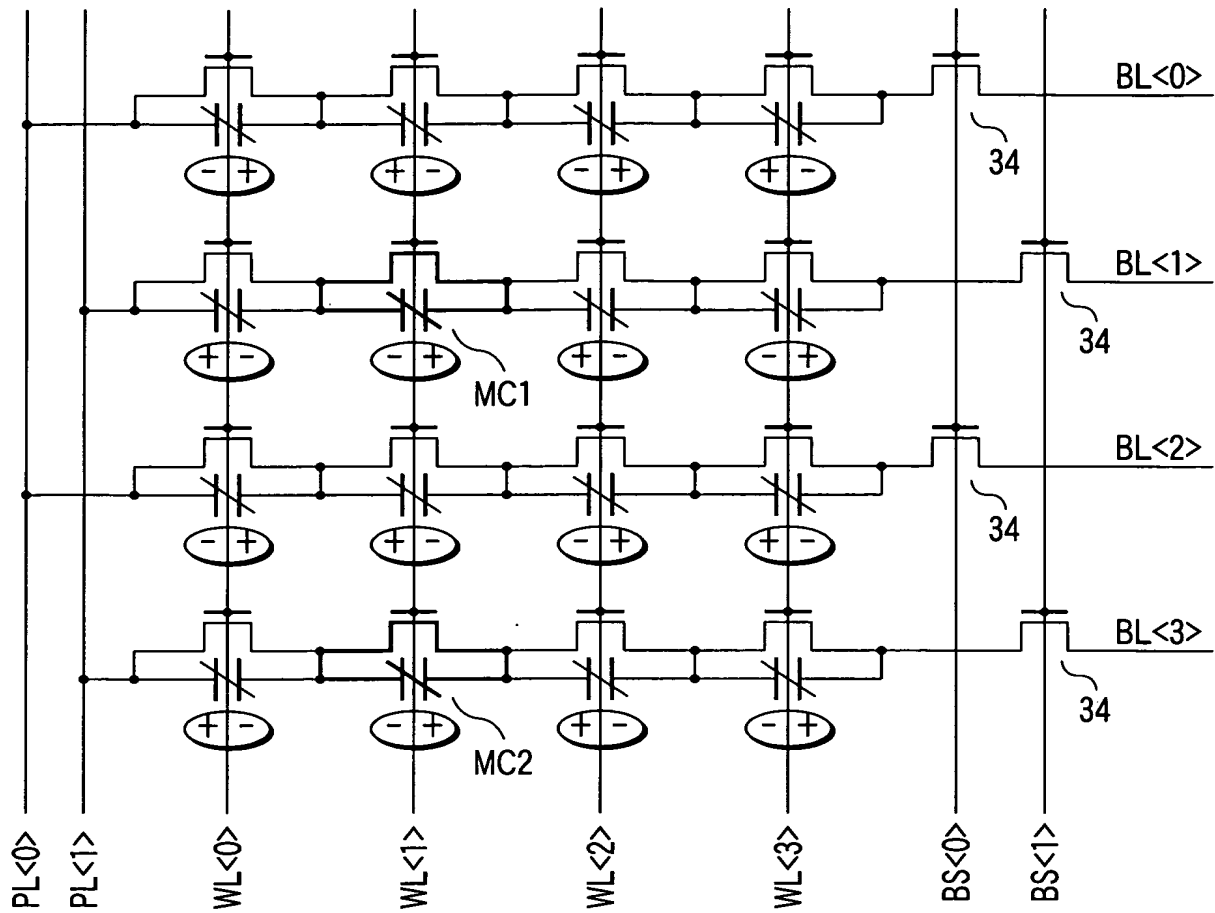 BL<0>
34
- +
+ -
- +
+ -
BL<1>
34
+ -
- +
+ -
- +
MC1
BL<2>
34
- +
+ -
- +
+ -
BL<3>
34
+ -
- +
+ -
- +
MC2
PL<0>
PL<1>
WL<0>
WL<1>
WL<2>
WL<3>
BS<0>
BS<1>